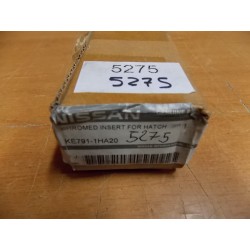 5275
5275
NISSAN
CHROMED INSERT FOR HATCH
KE791-1HA20
5275